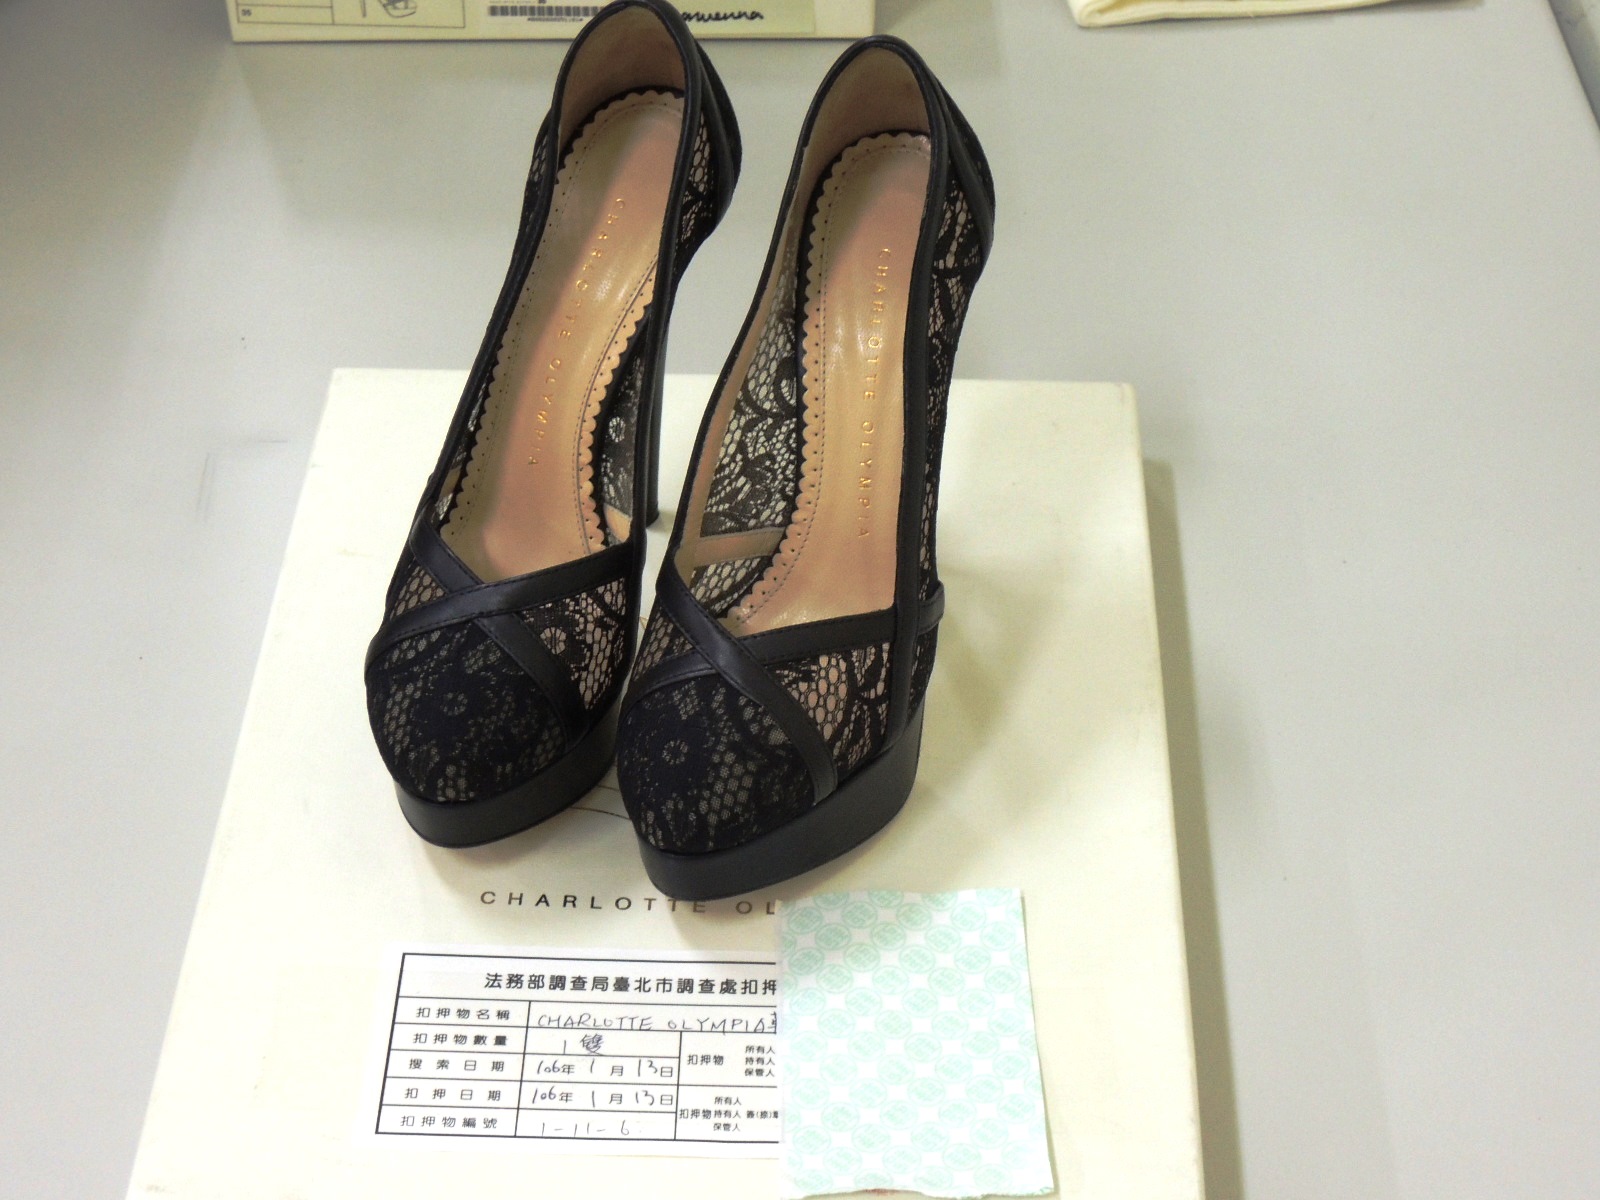 35
CHARLOTTE OLYMPIA
CHARLOTTE OLYMPIA
CHARLOTTE OL
法務部調查局臺北市調查處扣押
扣押物名稱 CHARLOTTE OLYMPIA
扣押物數量 1雙
搜索日期 106年1月13日
扣押物 所有人 持有人 保管人
扣押日期 106年1月13日
扣押物編號 1-11-6
扣押物 所有人 持有人 保管人 蓋(捺)